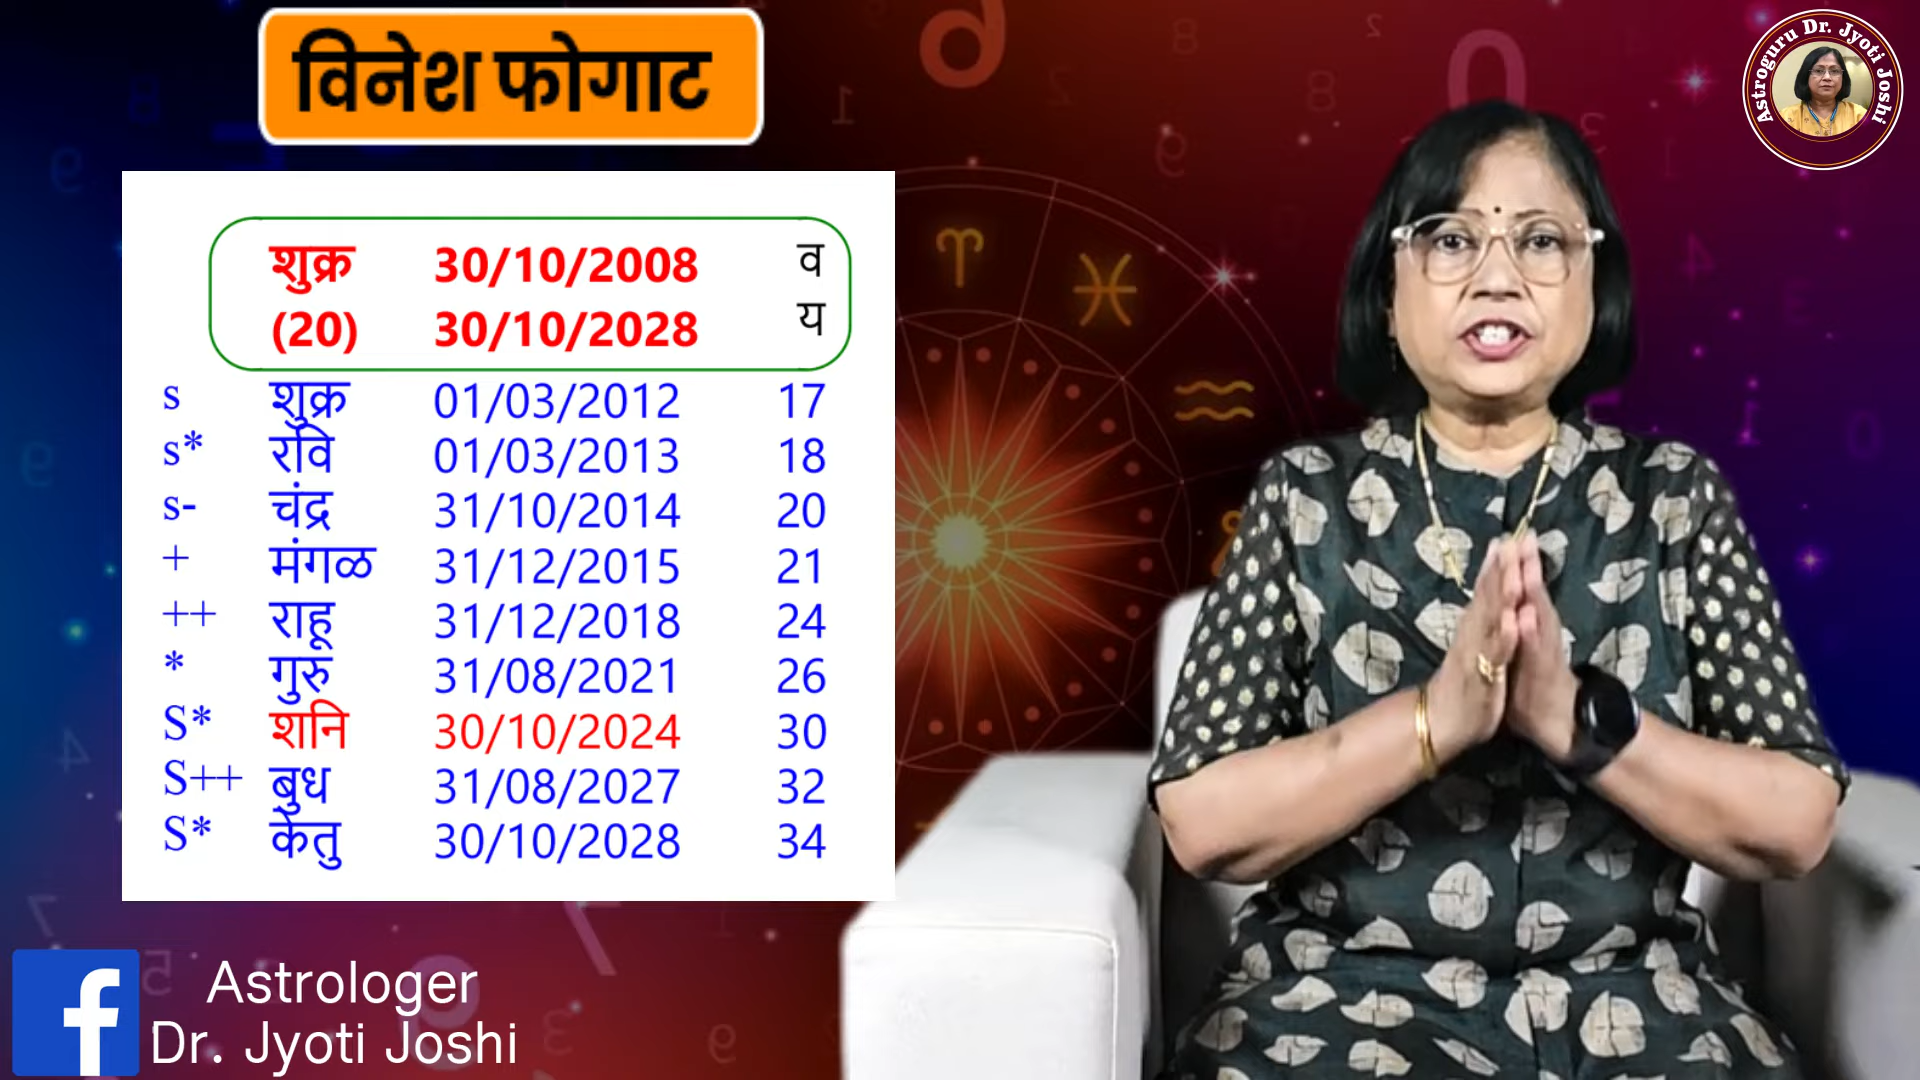 विनेश फोगाट
Astroguru Dr. Jyoti Joshi
शुक्र 30/10/2008 व
(20) 30/10/2028 य
s शुक्र 01/03/2012 17
s* रवि 01/03/2013 18
s- चंद्र 31/10/2014 20
+ मंगळ 31/12/2015 21
++ राहू 31/12/2018 24
* गुरु 31/08/2021 26
S* शनि 30/10/2024 30
S++ बुध 31/08/2027 32
S* केतु 30/10/2028 34
f Astrologer
Dr. Jyoti Joshi